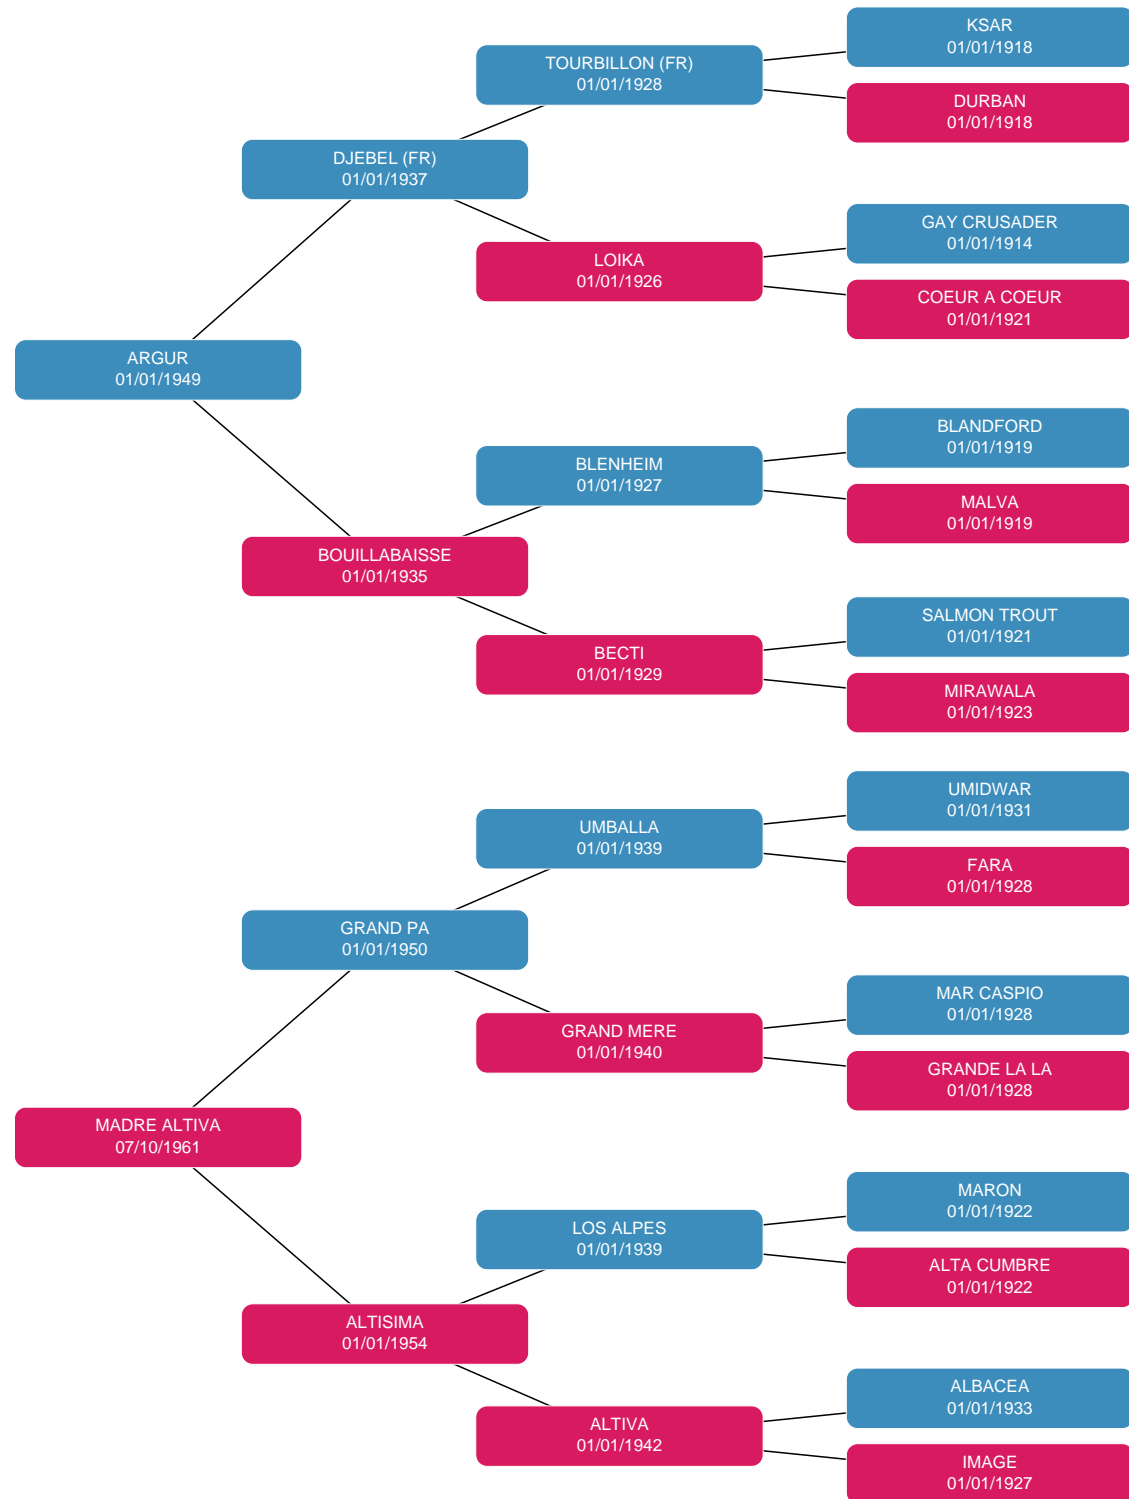 KSAR
01/01/1918
TOURBILLON (FR)
01/01/1928
DURBAN
01/01/1918
DJEBEL (FR)
01/01/1937
GAY CRUSADER
01/01/1914
LOIKA
01/01/1926
COEUR A COEUR
01/01/1921
ARGUR
01/01/1949
BLANDFORD
01/01/1919
BLENHEIM
01/01/1927
MALVA
01/01/1919
BOUILLABAISSE
01/01/1935
SALMON TROUT
01/01/1921
BECTI
01/01/1929
MIRAWALA
01/01/1923
UMIDWAR
01/01/1931
UMBALLA
01/01/1939
FARA
01/01/1928
GRAND PA
01/01/1950
MAR CASPIO
01/01/1928
GRAND MERE
01/01/1940
GRANDE LA LA
01/01/1928
MADRE ALTIVA
07/10/1961
MARON
01/01/1922
LOS ALPES
01/01/1939
ALTA CUMBRE
01/01/1922
ALTISIMA
01/01/1954
ALBACEA
01/01/1933
ALTIVA
01/01/1942
IMAGE
01/01/1927